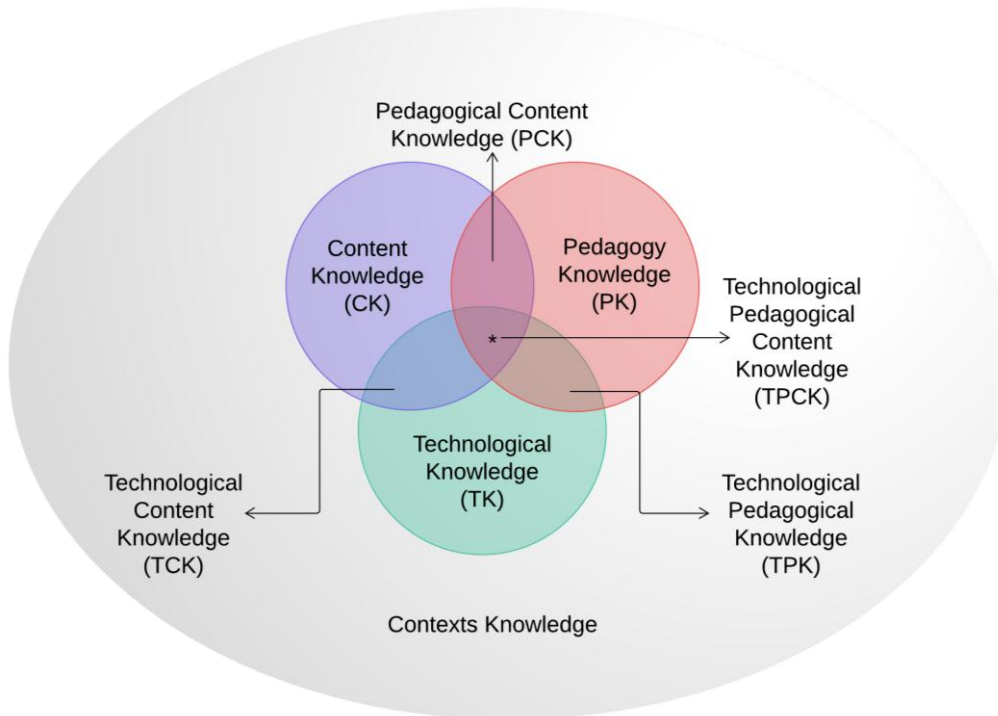 Pedagogical Content
Knowledge (PCK)
Content
Knowledge
(CK)
Pedagogy
Knowledge
(PK)
Technological
Pedagogical
Content
Knowledge
(TPCK)
*
Technological
Knowledge
(TK)
Technological
Content
Knowledge
(TCK)
Technological
Pedagogical
Knowledge
(TPK)
Contexts Knowledge